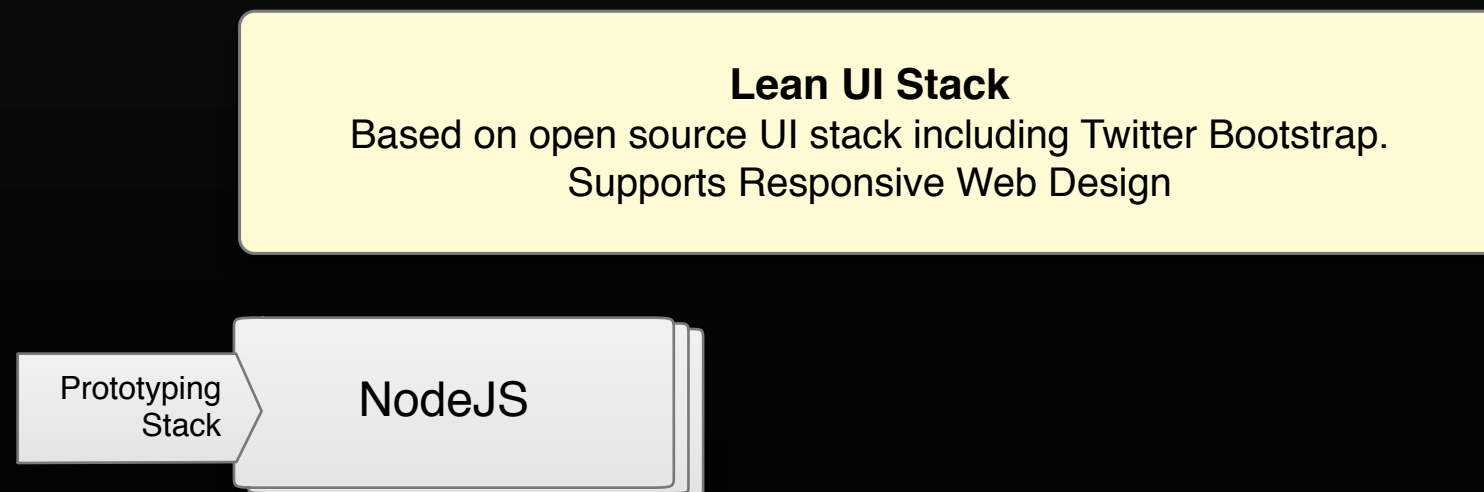 Lean UI Stack
Based on open source UI stack including Twitter Bootstrap.
Supports Responsive Web Design
Prototyping
Stack
NodeJS